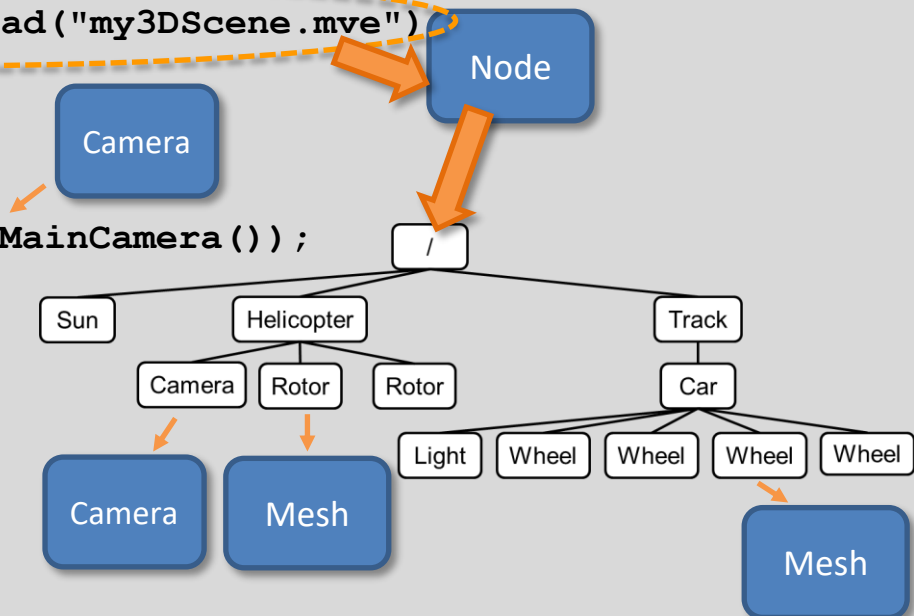 ad("my3DScene.mve")
Node
Camera
MainCamera());
/
Sun
Helicopter
Track
Camera
Rotor
Rotor
Car
Light
Wheel
Wheel
Wheel
Wheel
Camera
Mesh
Mesh